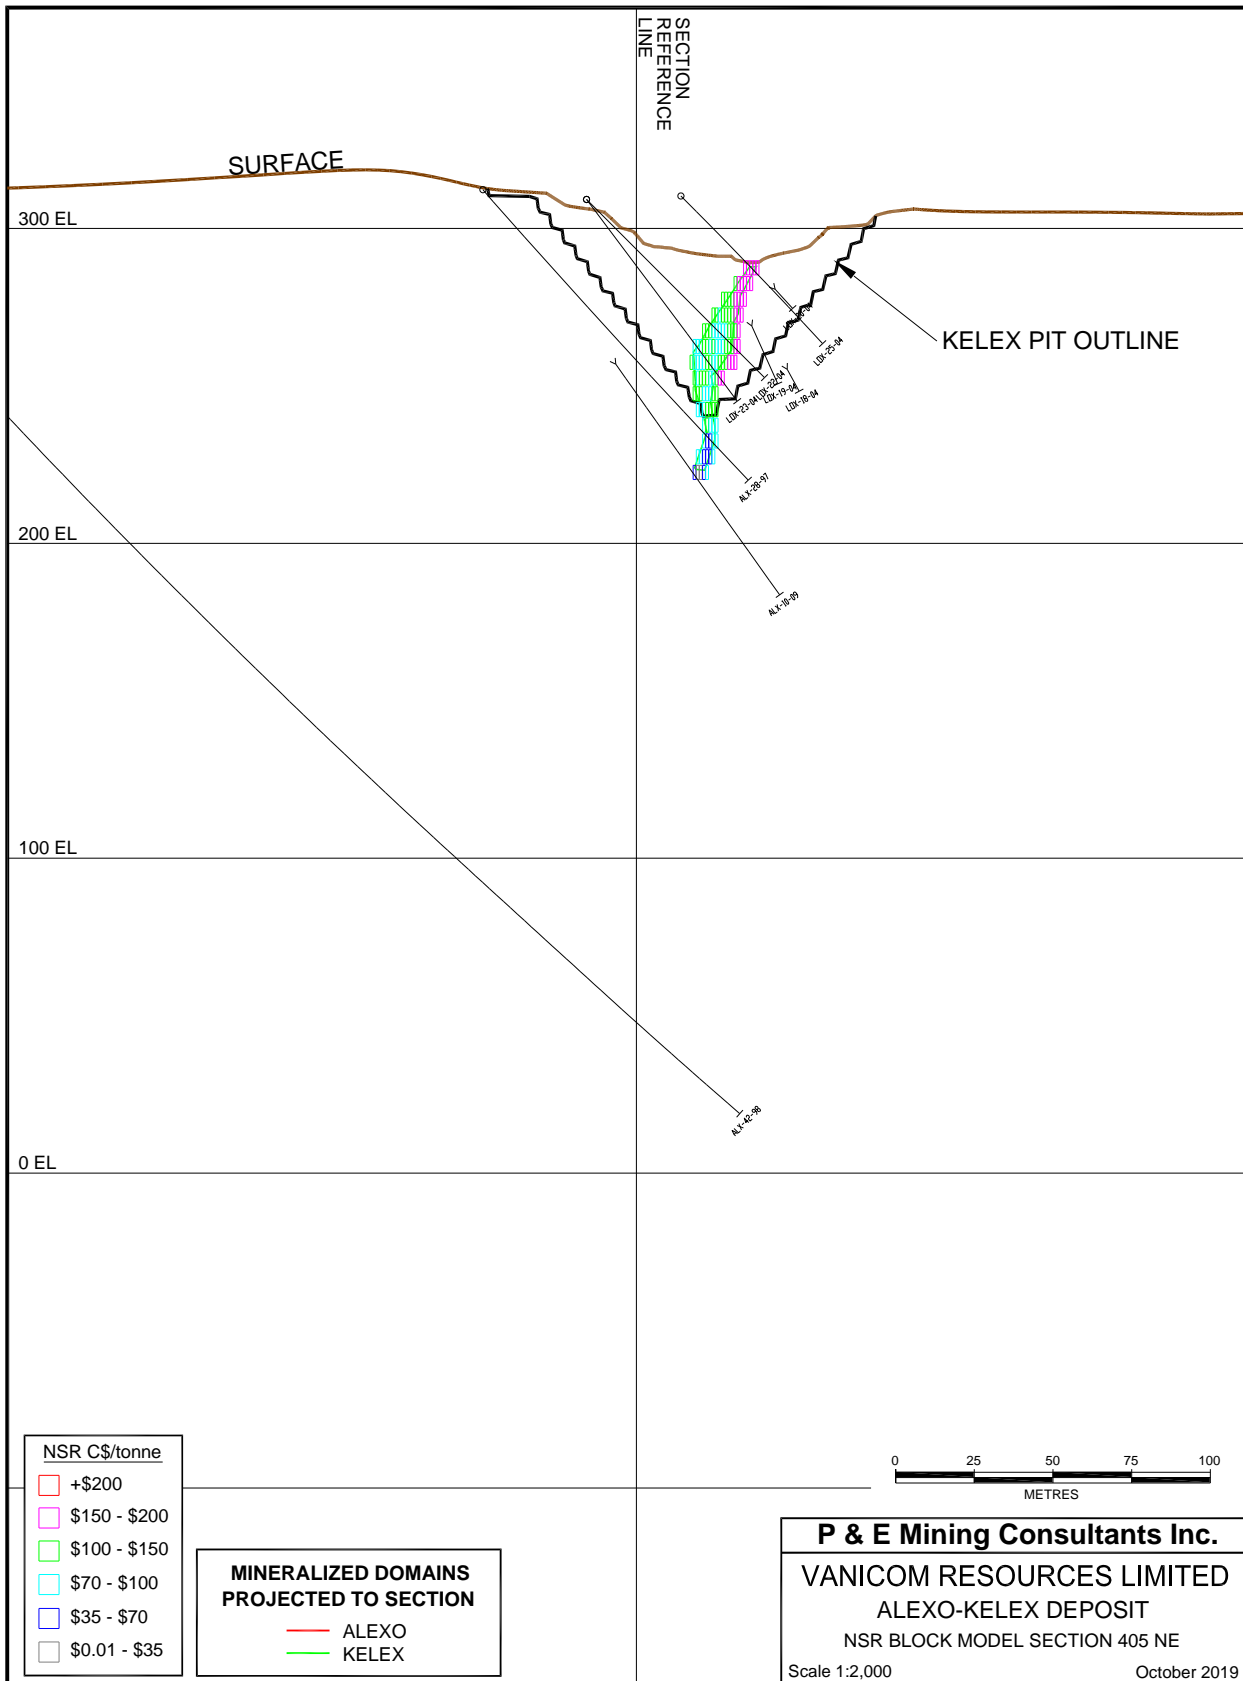 SECTION
REFERENCE
LINE
SURFACE
300 EL
KELEX PIT OUTLINE
LDX-25-04
LDX-22-04
LDX-19-04
LDX-18-04
LDX-23-04
ALX-28-97
200 EL
ALX-10-09
100 EL
ALX-42-98
0 EL
NSR C$/tonne
+$200
$150 - $200
$100 - $150
$70 - $100
$35 - $70
$0.01 - $35
MINERALIZED DOMAINS
PROJECTED TO SECTION
ALEXO
KELEX
0 25 50 75 100
METRES
P & E Mining Consultants Inc.
VANICOM RESOURCES LIMITED
ALEXO-KELEX DEPOSIT
NSR BLOCK MODEL SECTION 405 NE
Scale 1:2,000 October 2019